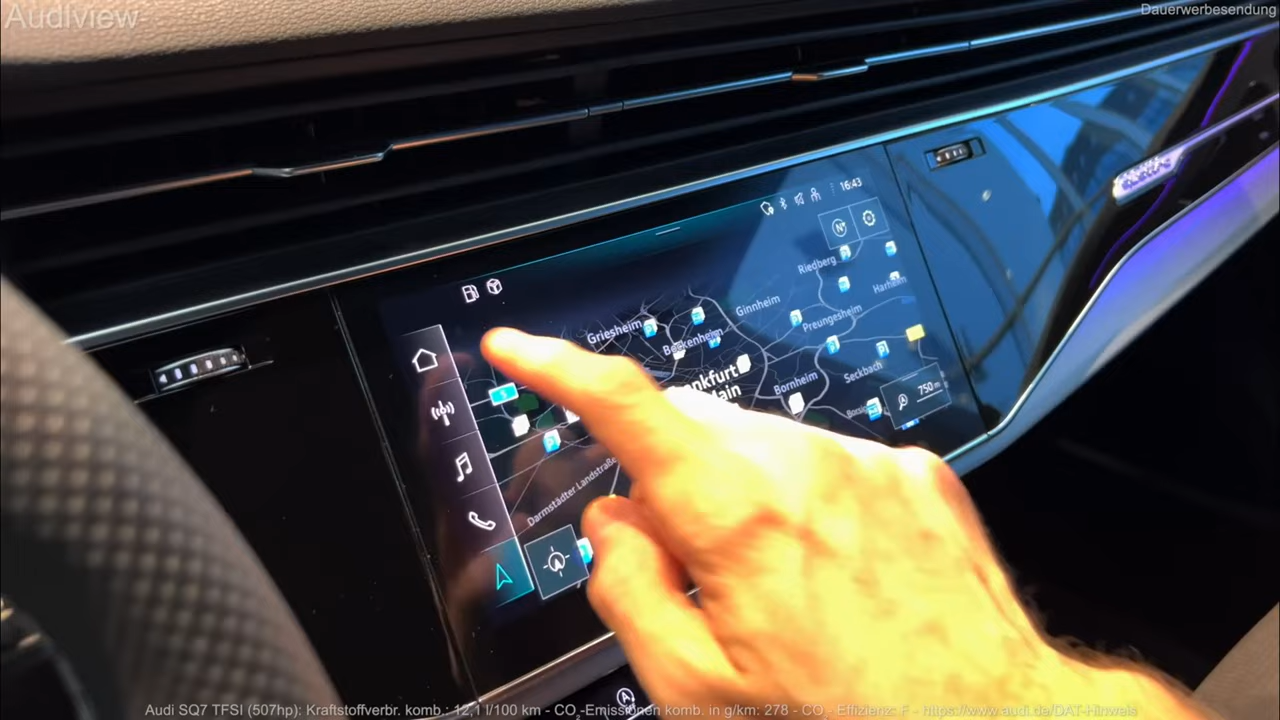 Audiview
Dauerwerbesendung
16:43
N
Riedberg
Harheim
Ginnheim
Griesheim
Preungesheim
Bockenheim
Seckbach
Bornheim
750m
5
Darmstädter Landstraße
Audi SQ7 TFSI (507hp): Kraftstoffverbr. komb.: 12,1 l/100 km - CO₂-Emissionen komb. in g/km: 278 - CO₂- Effizienz: F - https://www.audi.de/DAT-Hinweis